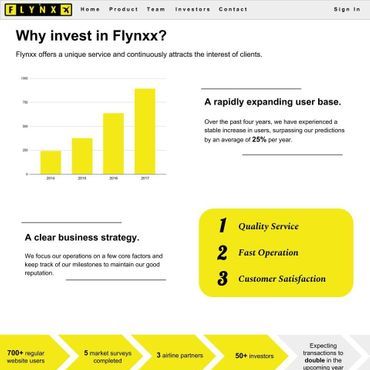 FLYNXX
Home Product Team Investors Contact Sign In
Why invest in Flynxx?
Flynxx offers a unique service and continuously attracts the interest of clients.
1000
750
500
250
0
2014 2015 2016 2017
A rapidly expanding user base.
Over the past four years, we have experienced a
stable increase in users, surpassing our predictions
by an average of 25% per year.
A clear business strategy.
We focus our operations on a few core factors and
keep track of our milestones to maintain our good
reputation.
1 Quality Service
2 Fast Operation
3 Customer Satisfaction
700+ regular
website users
5 market surveys
completed
3 airline partners
50+ investors
Expecting
transactions to
double in the
upcoming year